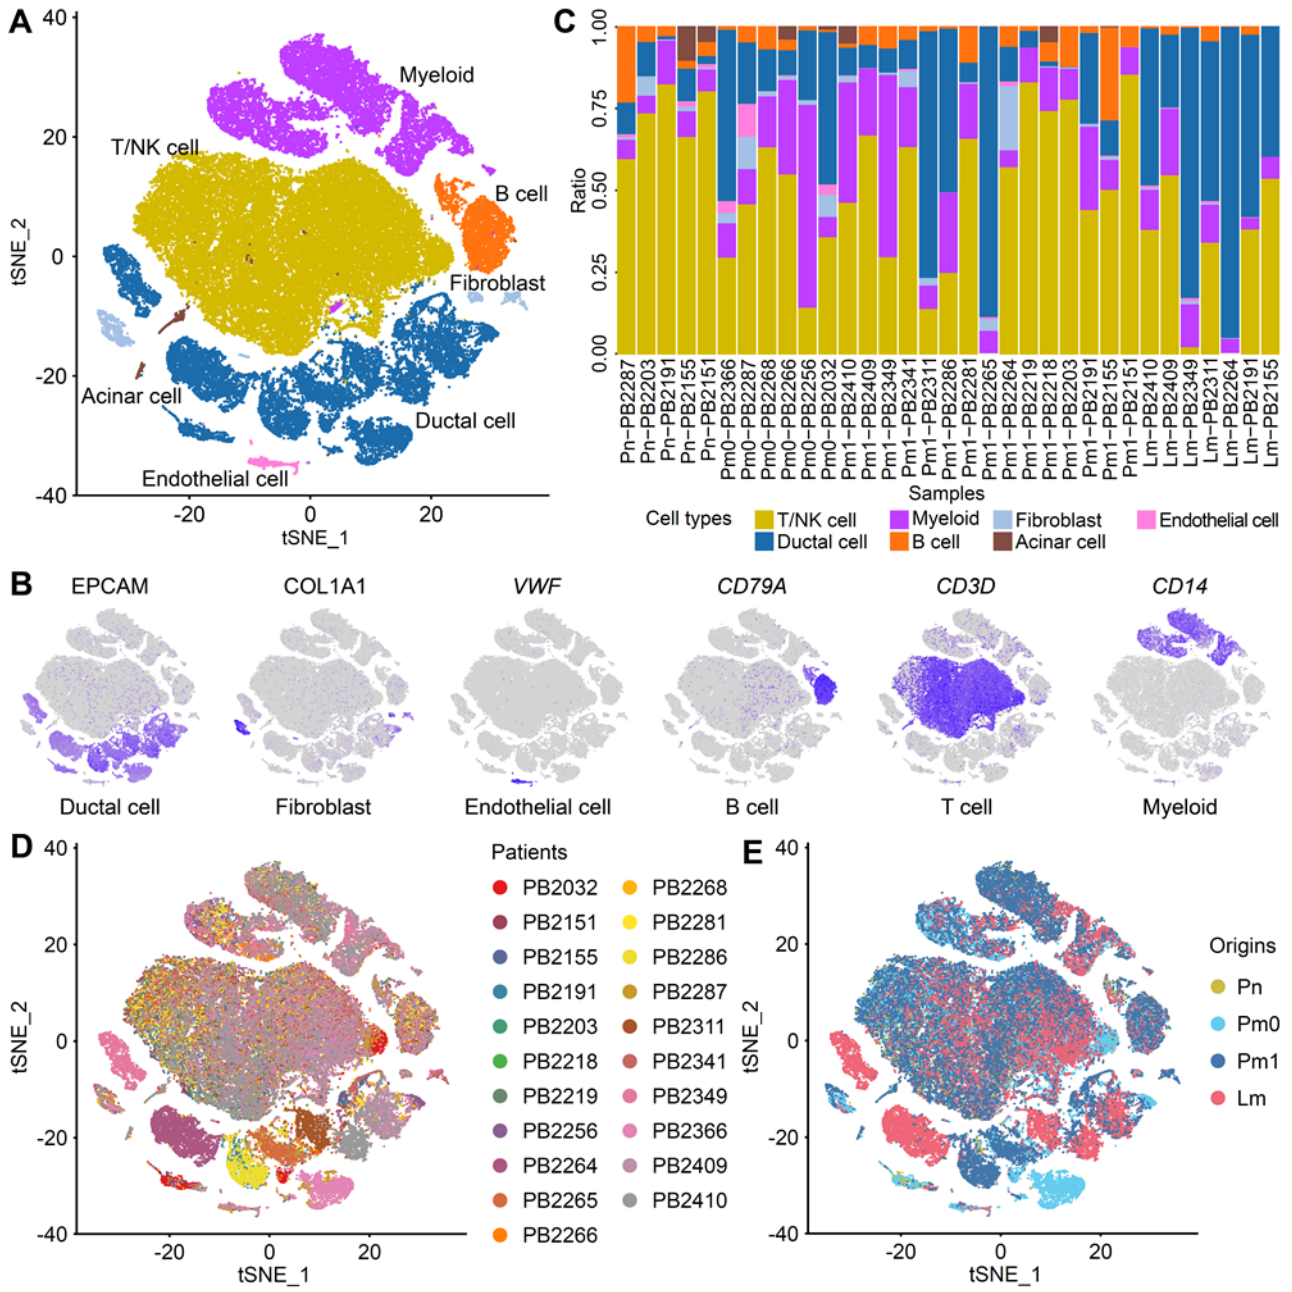 A
40
20
0
-20
-40
tSNE_2
-20
0
20
tSNE_1
Myeloid
T/NK cell
B cell
Fibroblast
Acinar cell
Ductal cell
Endothelial cell
C
1.00
0.75
0.50
0.25
0.00
Ratio
Pn-PB2287
Pn-PB2203
Pn-PB2191
Pn-PB2155
Pn-PB2151
Pm0-PB2366
Pm0-PB2287
Pm0-PB2268
Pm0-PB2266
Pm0-PB2256
Pm0-PB2032
Pm1-PB2410
Pm1-PB2409
Pm1-PB2349
Pm1-PB2341
Pm1-PB2311
Pm1-PB2286
Pm1-PB2281
Pm1-PB2265
Pm1-PB2264
Pm1-PB2219
Pm1-PB2218
Pm1-PB2203
Pm1-PB2191
Pm1-PB2155
Pm1-PB2151
Lm-PB2410
Lm-PB2409
Lm-PB2349
Lm-PB2311
Lm-PB2264
Lm-PB2191
Lm-PB2155
Samples
Cell types
T/NK cell
Myeloid
Fibroblast
Endothelial cell
Ductal cell
B cell
Acinar cell
B
EPCAM
COL1A1
VWF
CD79A
CD3D
CD14
Ductal cell
Fibroblast
Endothelial cell
B cell
T cell
Myeloid
D
40
20
0
-20
-40
tSNE_2
-20
0
20
tSNE_1
Patients
PB2032
PB2268
PB2151
PB2281
PB2155
PB2286
PB2191
PB2287
PB2203
PB2311
PB2218
PB2341
PB2219
PB2349
PB2256
PB2366
PB2264
PB2409
PB2265
PB2410
PB2266
E
40
20
0
-20
-40
tSNE_2
-20
0
20
tSNE_1
Origins
Pn
Pm0
Pm1
Lm